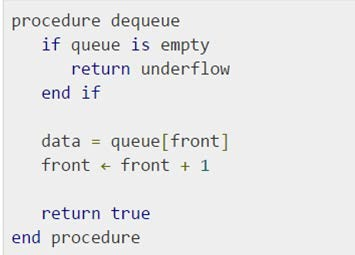 procedure dequeue
if queue is empty
return underflow
end if
data = queue[front]
front ← front + 1
return true
end procedure